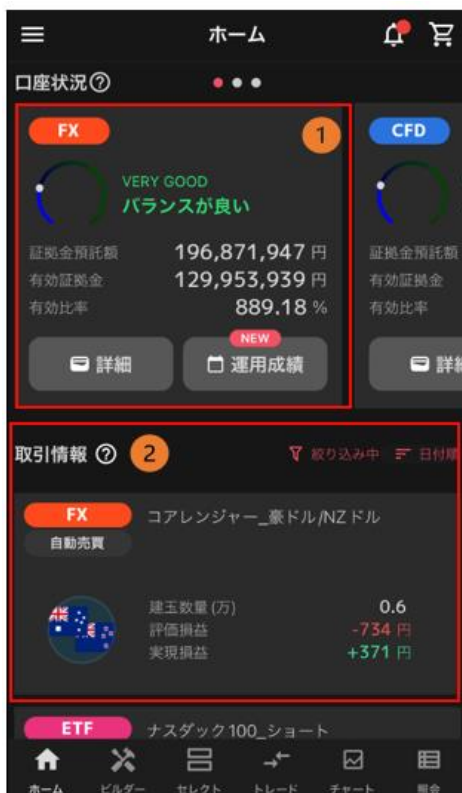 ホーム
口座状況?
FX
1
CFD
VERY GOOD
バランスが良い
証拠金預託額 196,871,947 円
証拠金預託額
有効証拠金 129,953,939 円
有効証拠金
有効比率 889.18 %
有効比率
NEW
詳細
運用成績
詳細
取引情報 ?
2
絞り込み中
日付順
FX
コアレンジャー_豪ドル/NZドル
自動売買
建玉数量(万) 0.6
評価損益 -734 円
実現損益 +371 円
ETF
ナスダック100_ショート
ホーム
ビルダー
セレクト
トレード
チャート
照会